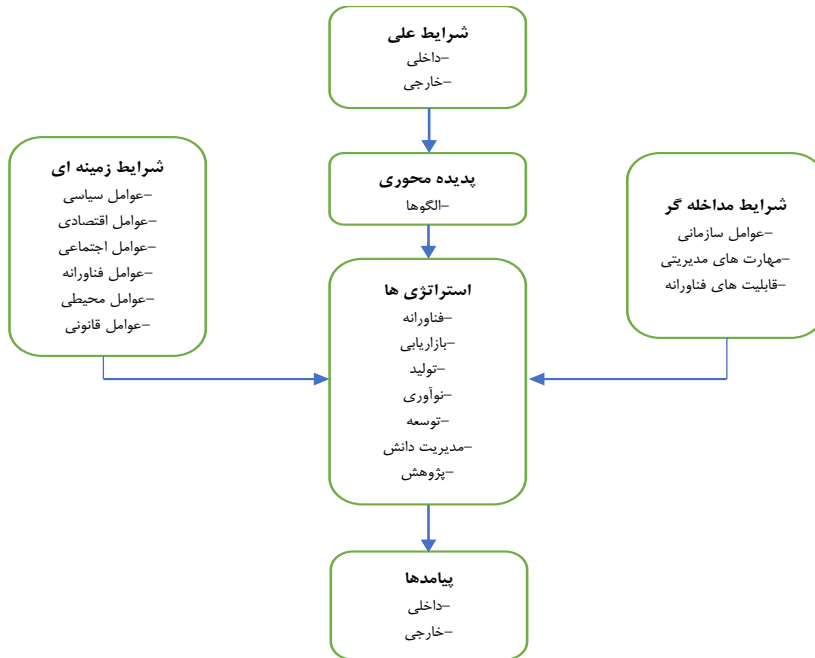 شرایط علی
–داخلی
–خارجی
پدیده محوری
–الگوها
شرایط مداخله گر
–عوامل سازمانی
–مهارت های مدیریتی
–قابلیت های فناورانه
شرایط زمینه ای
–عوامل سیاسی
–عوامل اقتصادی
–عوامل اجتماعی
–عوامل فناورانه
–عوامل محیطی
–عوامل قانونی
استراتژی ها
–فناورانه
–بازاریابی
–تولید
–نوآوری
–توسعه
–مدیریت دانش
–پژوهش
پیامدها
–داخلی
–خارجی